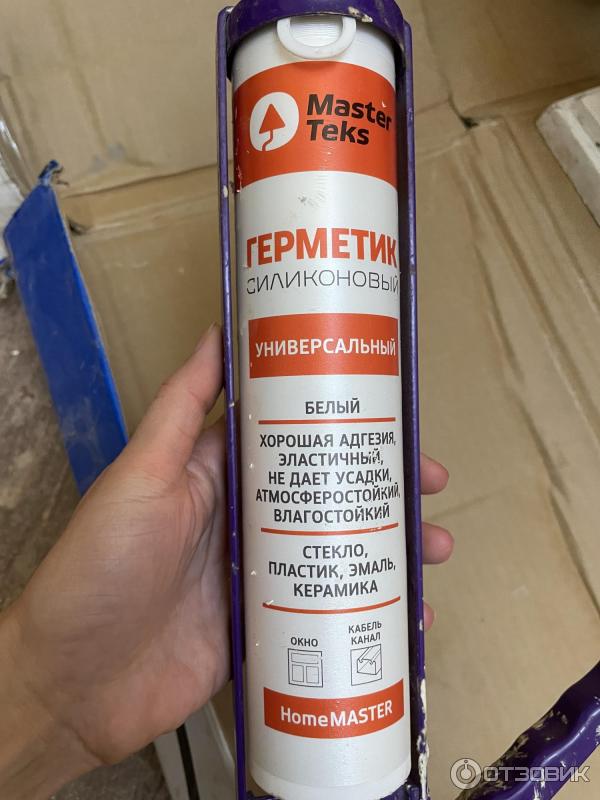 Master
Teks
ГЕРМЕТИК
СИЛИКОНОВЫЙ
УНИВЕРСАЛЬНЫЙ
БЕЛЫЙ
ХОРОШАЯ АДГЕЗИЯ,
ЭЛАСТИЧНЫЙ,
НЕ ДАЕТ УСАДКИ,
АТМОСФЕРОСТОЙКИЙ,
ВЛАГОСТОЙКИЙ
СТЕКЛО,
ПЛАСТИК, ЭМАЛЬ,
КЕРАМИКА
ОКНО
КАБЕЛЬ
КАНАЛ
HomeMASTER
ОТЗОВИК